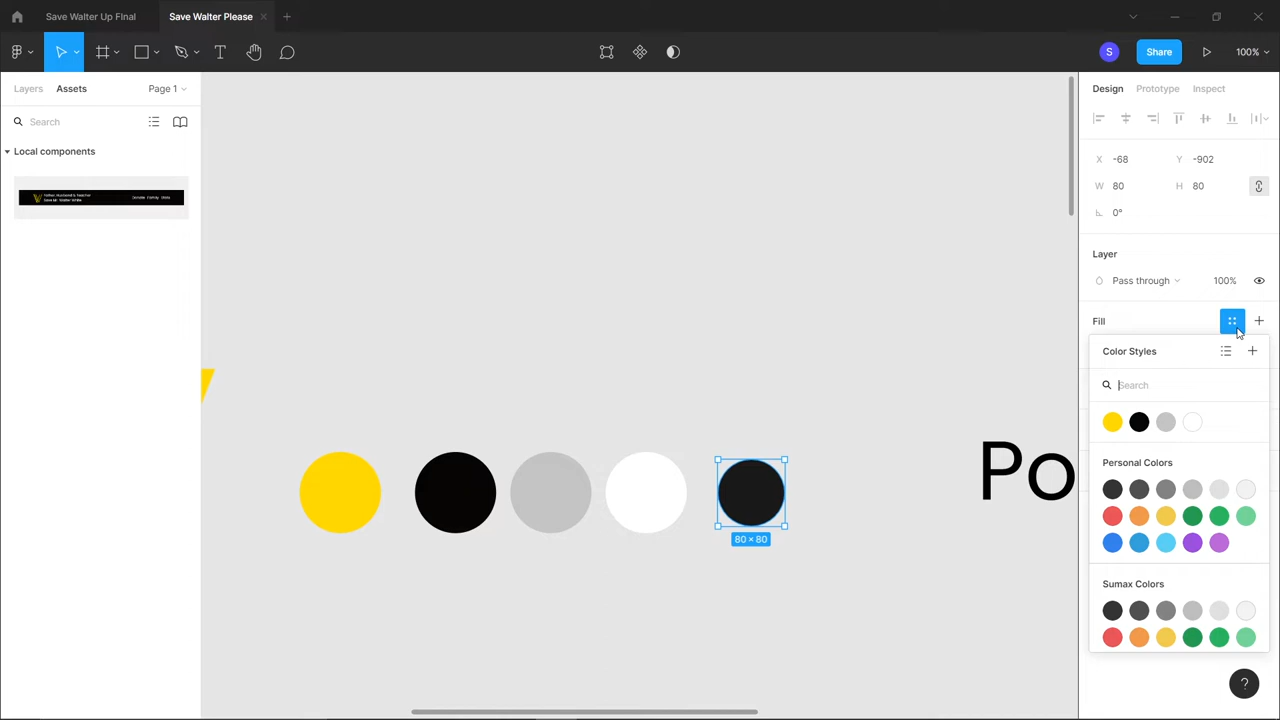 Save Walter Up FInal
Save Walter Please
S
Share
100%
Layers
Assets
Page 1
Search
Local components
Design
Prototype
Inspect
X -68
Y -902
W 80
H 80
0°
Layer
Pass through
100%
Fill
Color Styles
Search
Personal Colors
Sumax Colors
80 × 80
Po
?